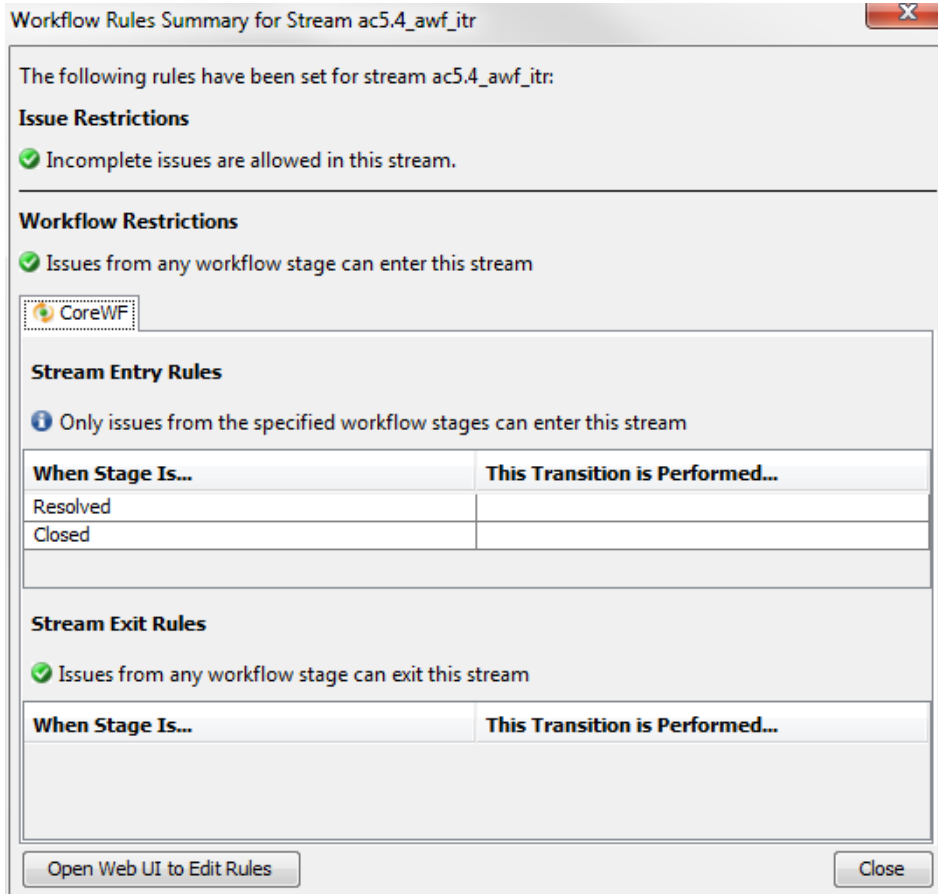 Workflow Rules Summary for Stream ac5.4_awf_itr
The following rules have been set for stream ac5.4_awf_itr:
Issue Restrictions
Incomplete issues are allowed in this stream.
Workflow Restrictions
Issues from any workflow stage can enter this stream
CoreWF
Stream Entry Rules
Only issues from the specified workflow stages can enter this stream
When Stage Is... This Transition is Performed...
Resolved
Closed
Stream Exit Rules
Issues from any workflow stage can exit this stream
When Stage Is... This Transition is Performed...
Open Web UI to Edit Rules Close